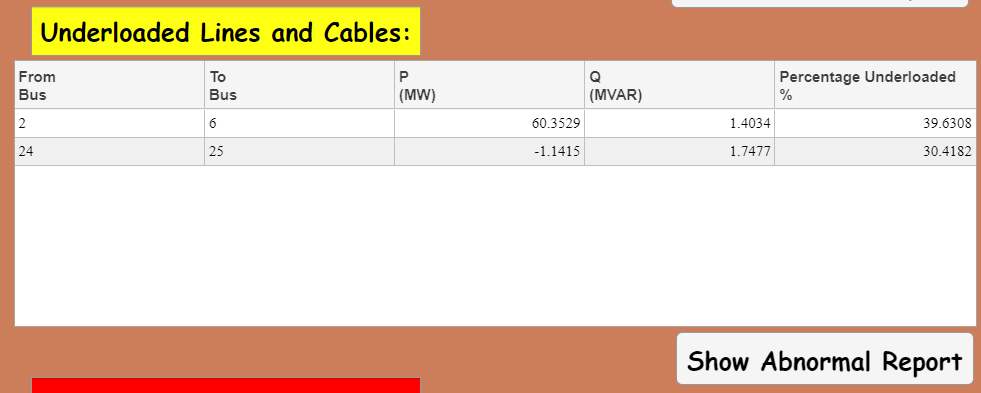 Underloaded Lines and Cables:
From Bus To Bus P (MW) Q (MVAR) Percentage Underloaded %
2 6 60.3529 1.4034 39.6308
24 25 -1.1415 1.7477 30.4182
Show Abnormal Report